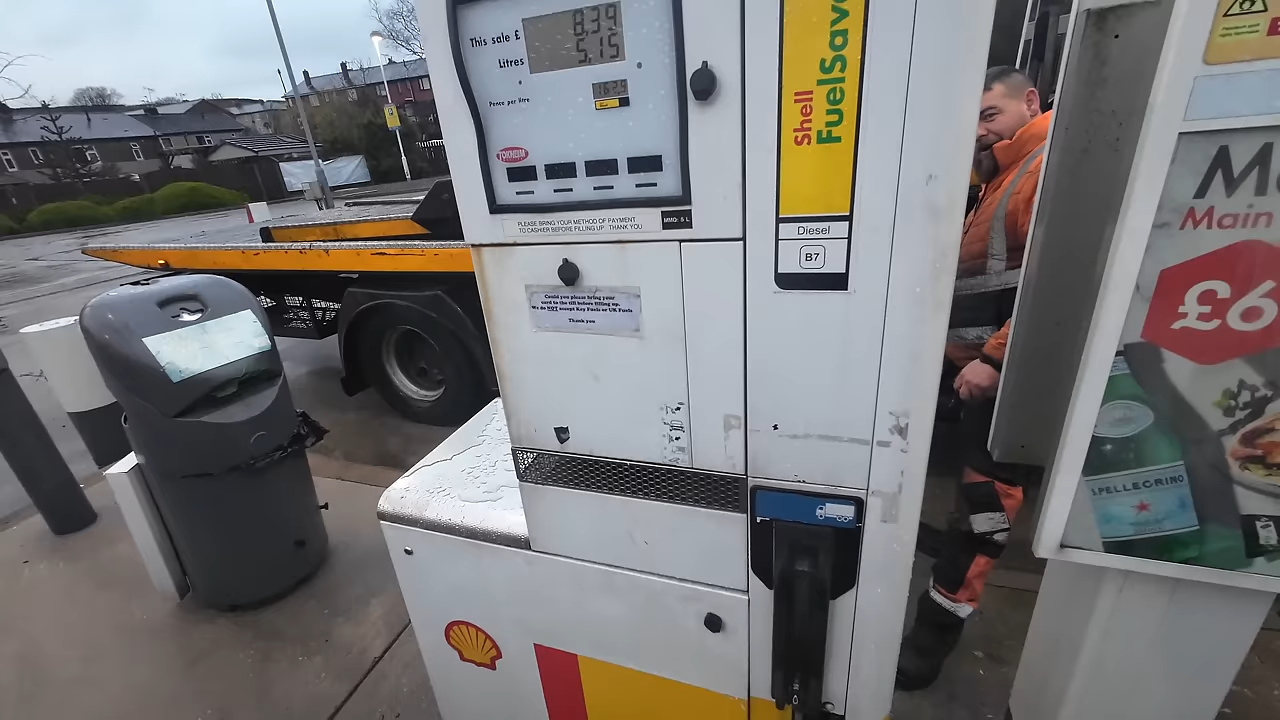 This sale £
8.39
Litres
5.15
Pence per litre
162.9
TOKHEIM
PLEASE BRING YOUR METHOD OF PAYMENT
TO CASHIER BEFORE FILLING UP THANK YOU
MMQ: 5 L
Could you please bring your
card to the till before filling up.
We do NOT accept Key Fuels or UK Fuels
Thank you
Shell
FuelSave
Diesel
B7
Main
£6
S.PELLEGRINO